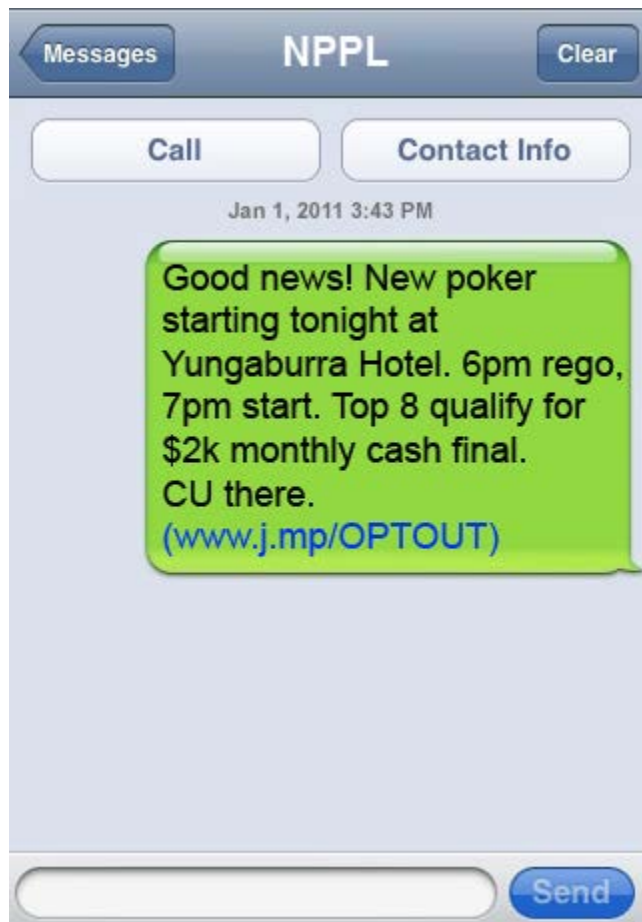 Messages NPPL Clear
Call Contact Info
Jan 1, 2011 3:43 PM
Good news! New poker
starting tonight at
Yungaburra Hotel. 6pm rego,
7pm start. Top 8 qualify for
$2k monthly cash final.
CU there.
(www.j.mp/OPTOUT)
Send